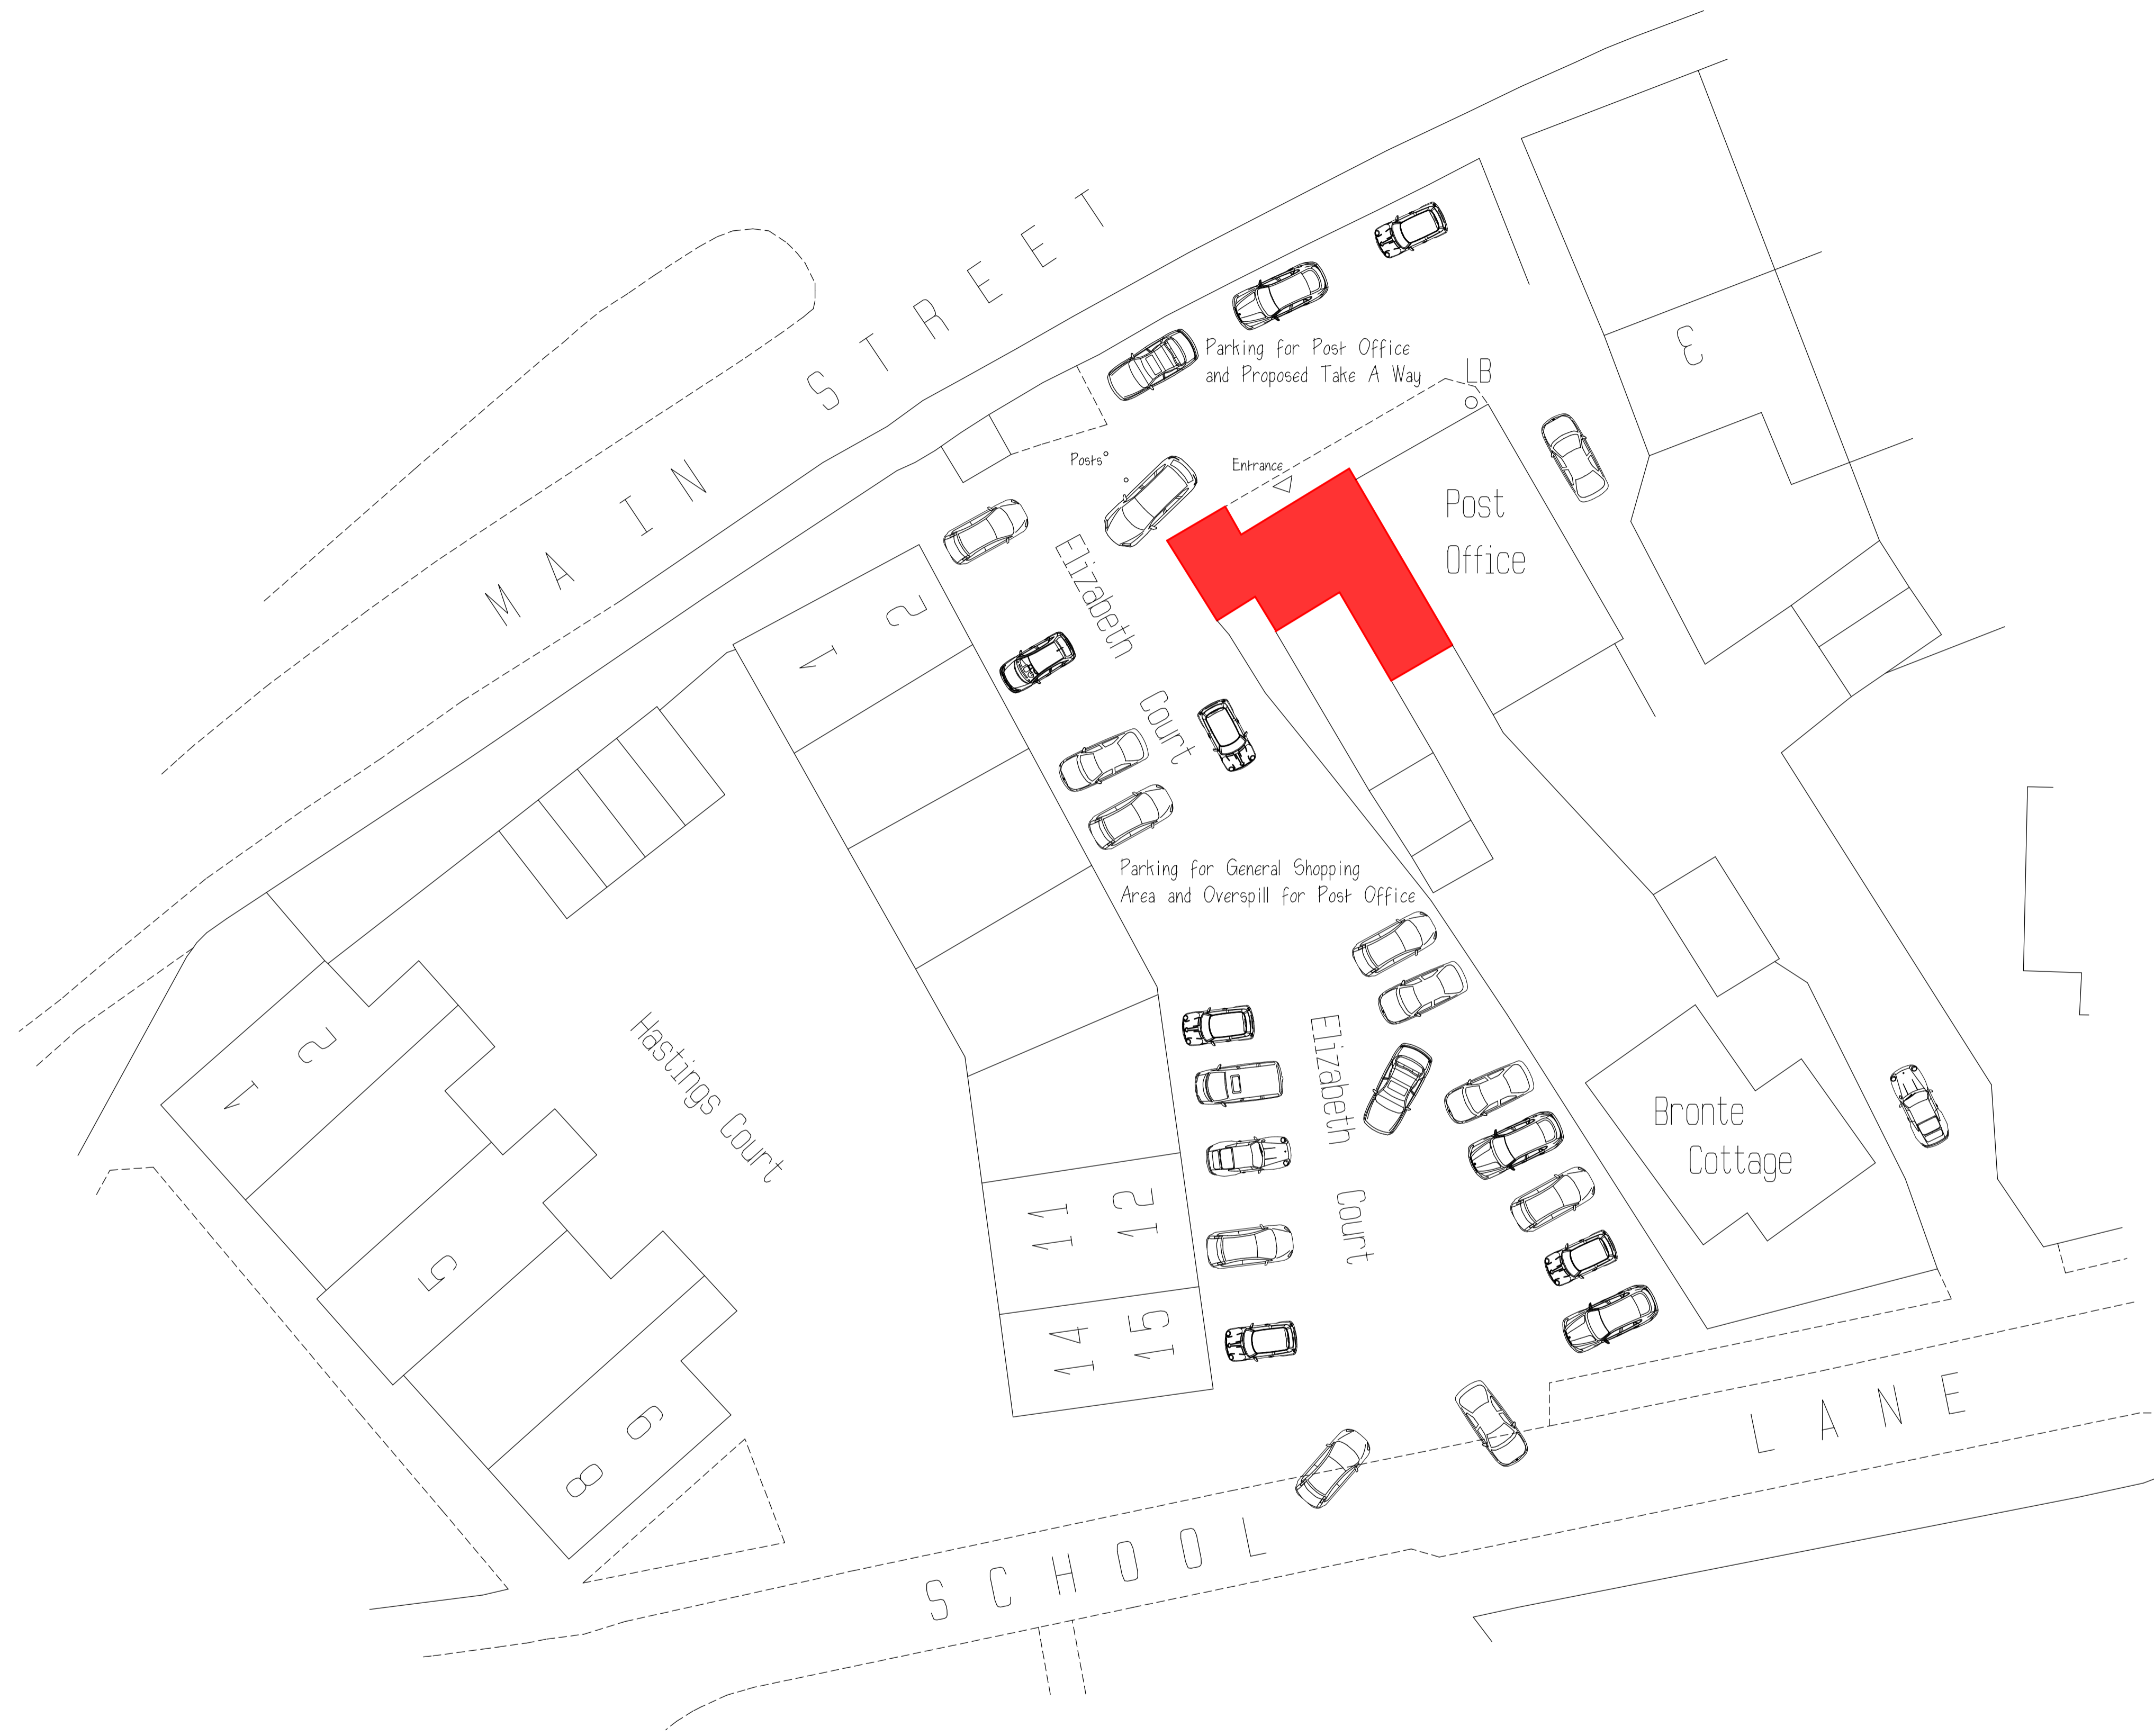 MAIN STREET
Parking for Post Office
and Proposed Take A Way
LB
3
Posts
Entrance
Post
Office
Elizabeth
Court
1
2
Parking for General Shopping
Area and Overspill for Post Office
Hastings Court
1
2
5
8
9
Elizabeth
Court
11
12
14
15
Bronte
Cottage
SCHOOL LANE